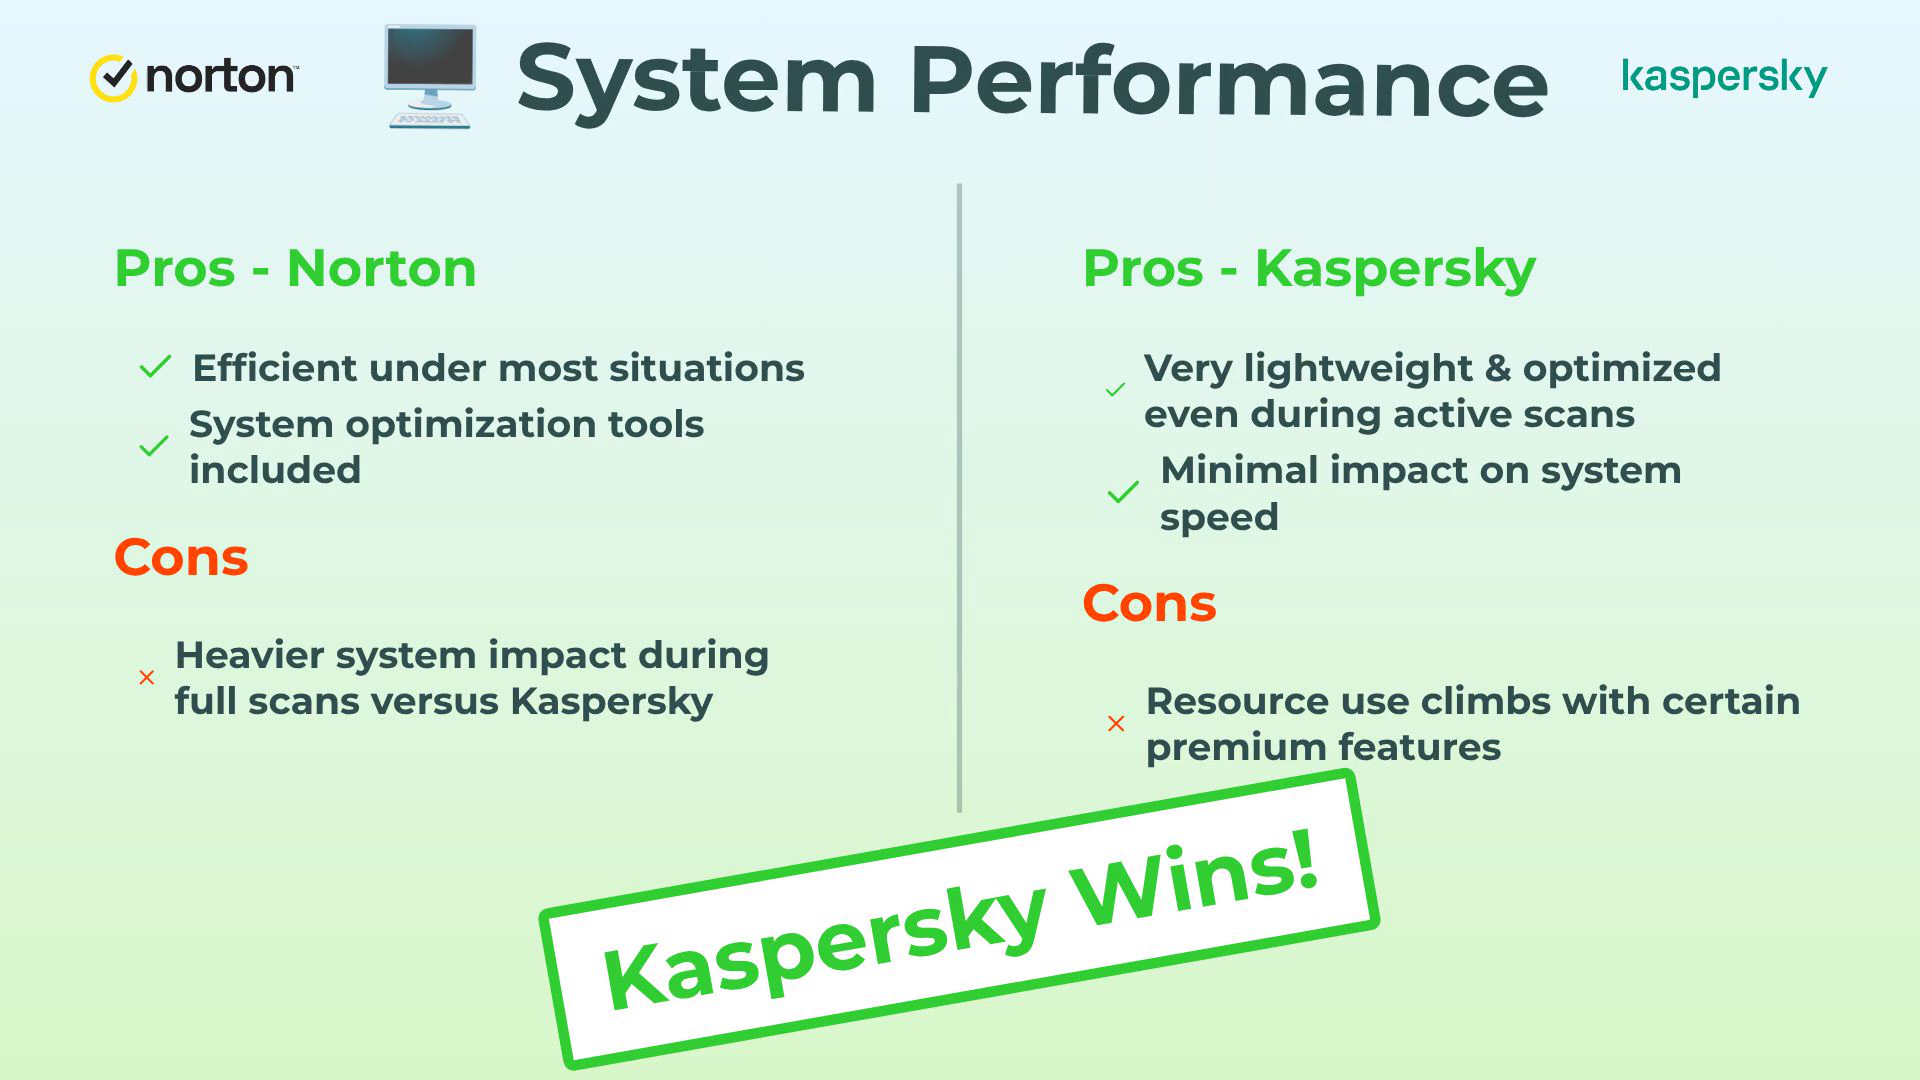 norton
System Performance
kaspersky
Pros - Norton
Efficient under most situations
System optimization tools
included
Cons
Heavier system impact during
full scans versus Kaspersky
Pros - Kaspersky
Very lightweight & optimized
even during active scans
Minimal impact on system
speed
Cons
Resource use climbs with certain
premium features
Kaspersky Wins!